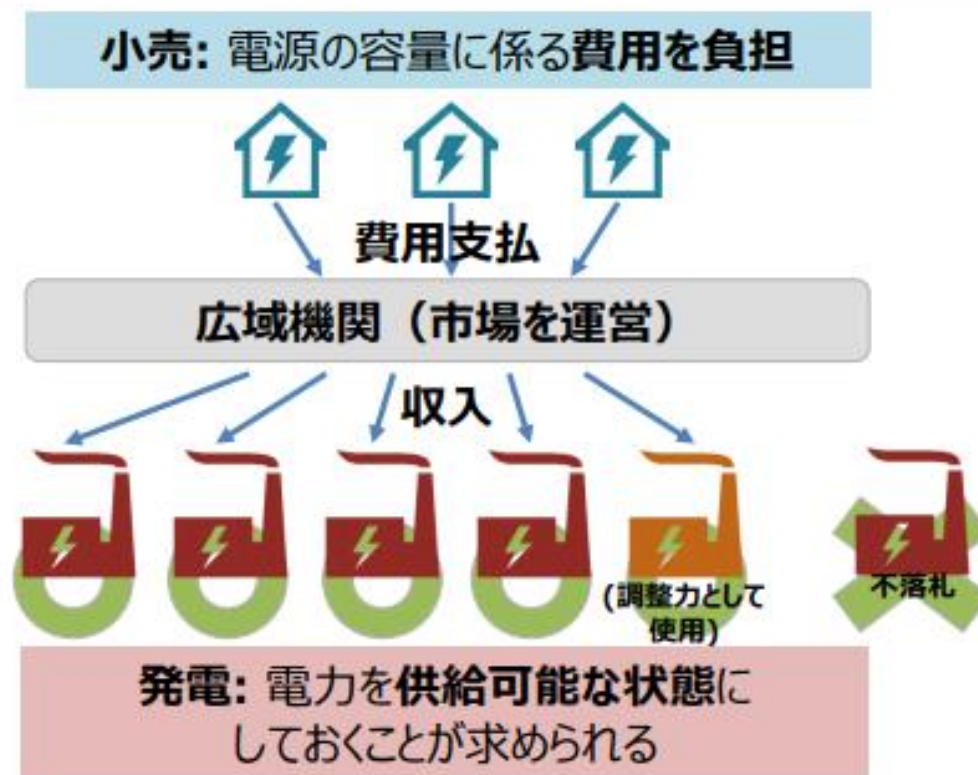 小売: 電源の容量に係る費用を負担
費用支払
広域機関（市場を運営）
収入
(調整力として
使用)
不落札
発電: 電力を供給可能な状態に
しておくことが求められる